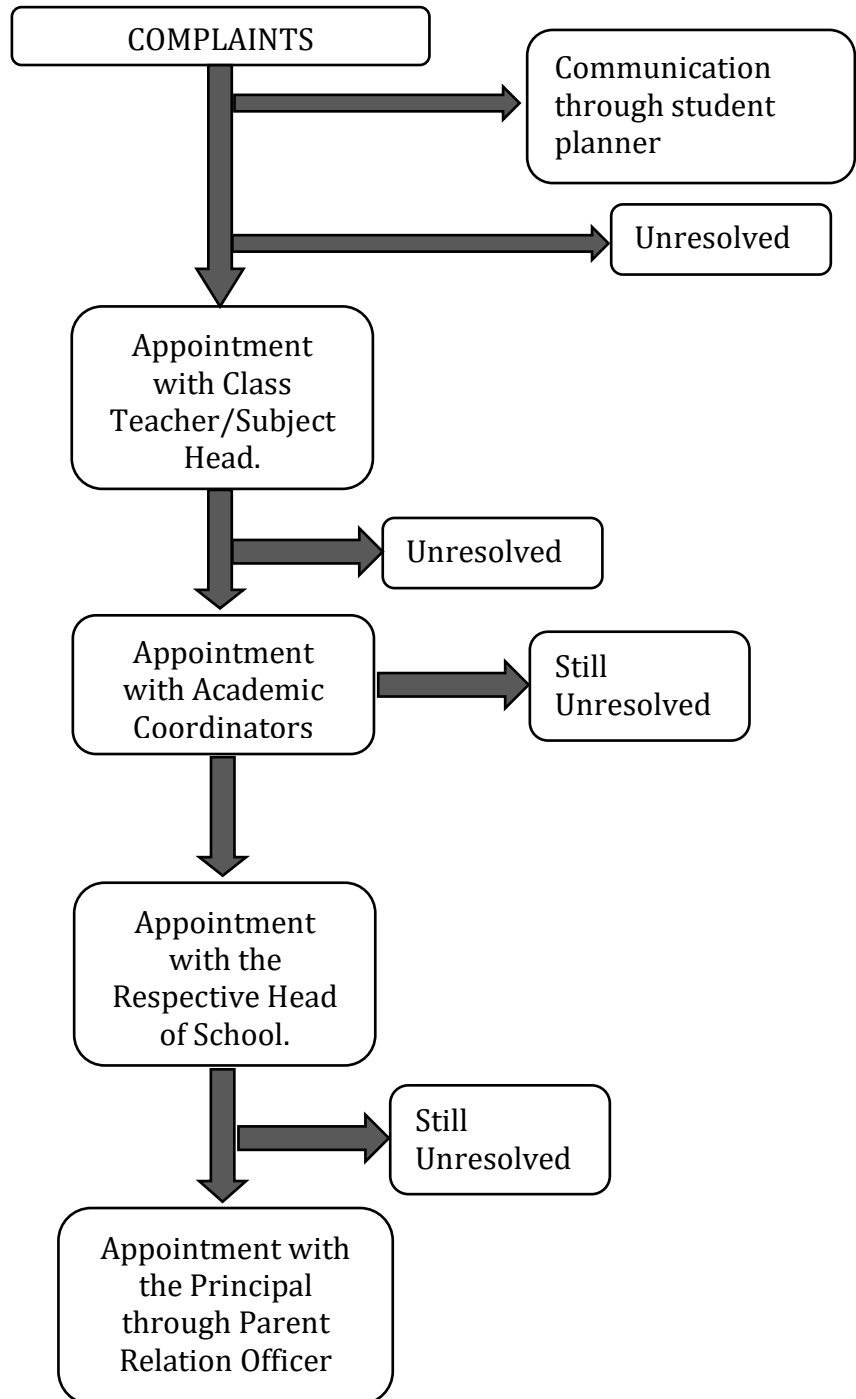 COMPLAINTS
Communication
through student
planner
Unresolved
Appointment
with Class
Teacher/Subject
Head.
Unresolved
Appointment
with Academic
Coordinators
Still
Unresolved
Appointment
with the
Respective Head
of School.
Still
Unresolved
Appointment with
the Principal
through Parent
Relation Officer